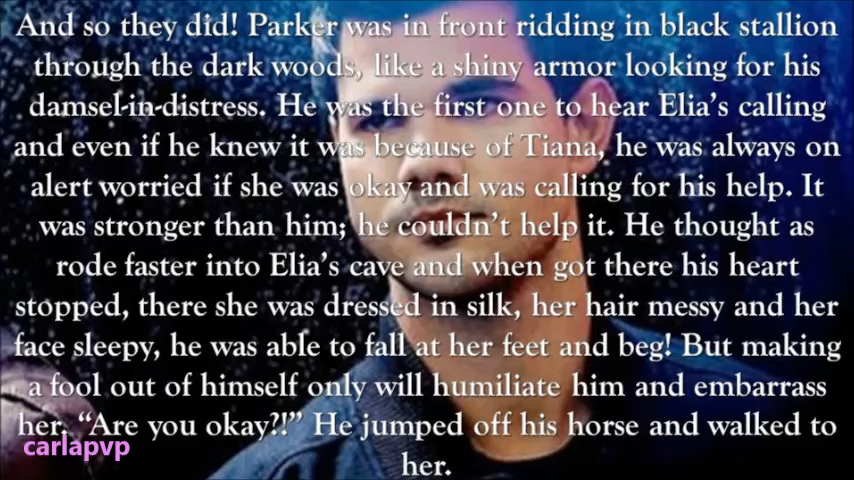 And so they did! Parker was in front ridding in black stallion
through the dark woods, like a shiny armor looking for his
damsel-in-distress. He was the first one to hear Elia's calling
and even if he knew it was because of Tiana, he was always on
alert worried if she was okay and was calling for his help. It
was stronger than him; he couldn't help it. He thought as
rode faster into Elia's cave and when got there his heart
stopped, there she was dressed in silk, her hair messy and her
face sleepy, he was able to fall at her feet and beg! But making
a fool out of himself only will humiliate him and embarrass
her. “Are you okay?!” He jumped off his horse and walked to
her.
carlapvp